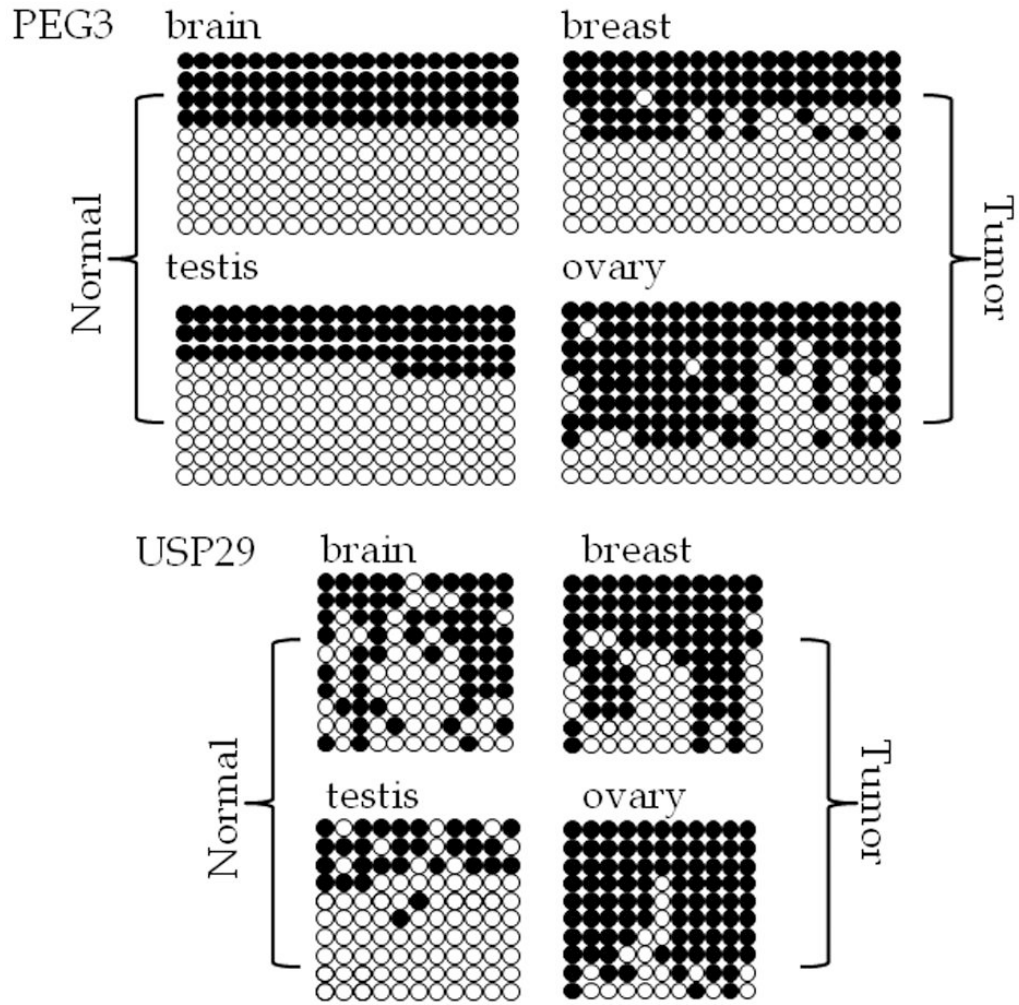 PEG3
brain
breast
Normal
Tumor
testis
ovary
USP29
brain
breast
Normal
Tumor
testis
ovary